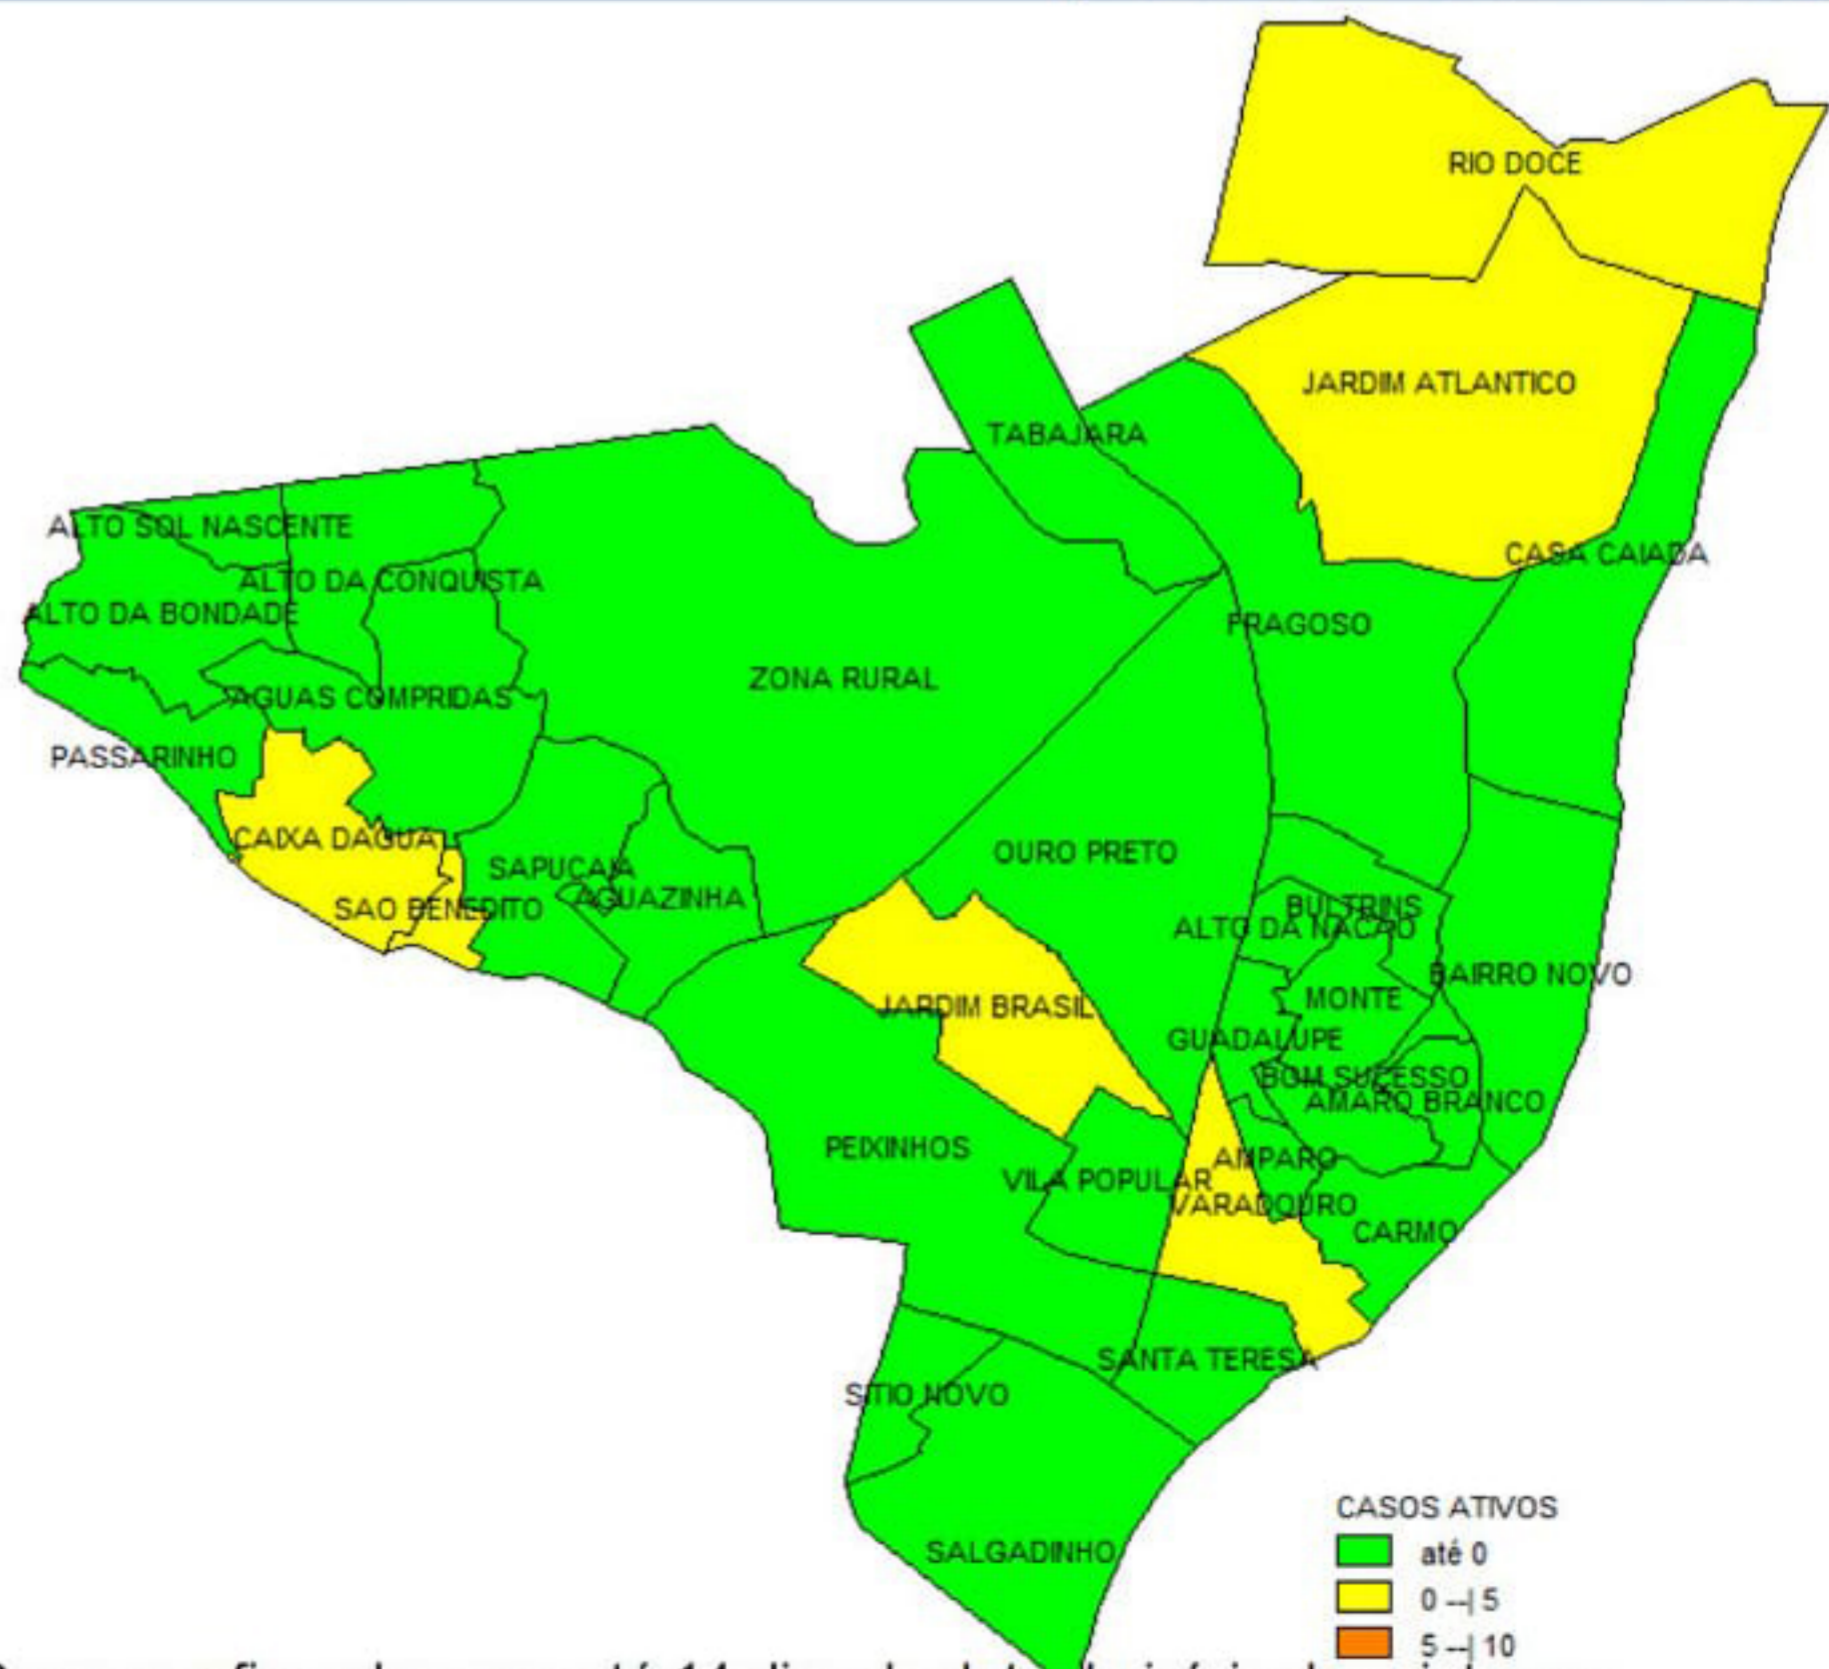 RIO DOCE
JARDIM ATLANTICO
TABAJARA
ALTO SOL NASCENTE
CASA CAIADA
ALTO DA CONQUISTA
ALTO DA BONDADE
FRAGOSO
ZONA RURAL
AGUAS COMPRIDAS
PASSARINHO
CAIXA DAGUA
OURO PRETO
SAPUCAIA
AGUAZINHA
SAO BENEDITO
BULTRINS
ALTO DA NACAO
BAIRRO NOVO
MONTE
JARDIM BRASIL
GUADALUPE
BOM SUCESSO
AMARO BRANCO
PEIXINHOS
AMPARO
VILA POPULAR
VARADOURO
CARMO
SANTA TERESA
SITIO NOVO
SALGADINHO
CASOS ATIVOS
até 0
0 --| 5
5 --| 10